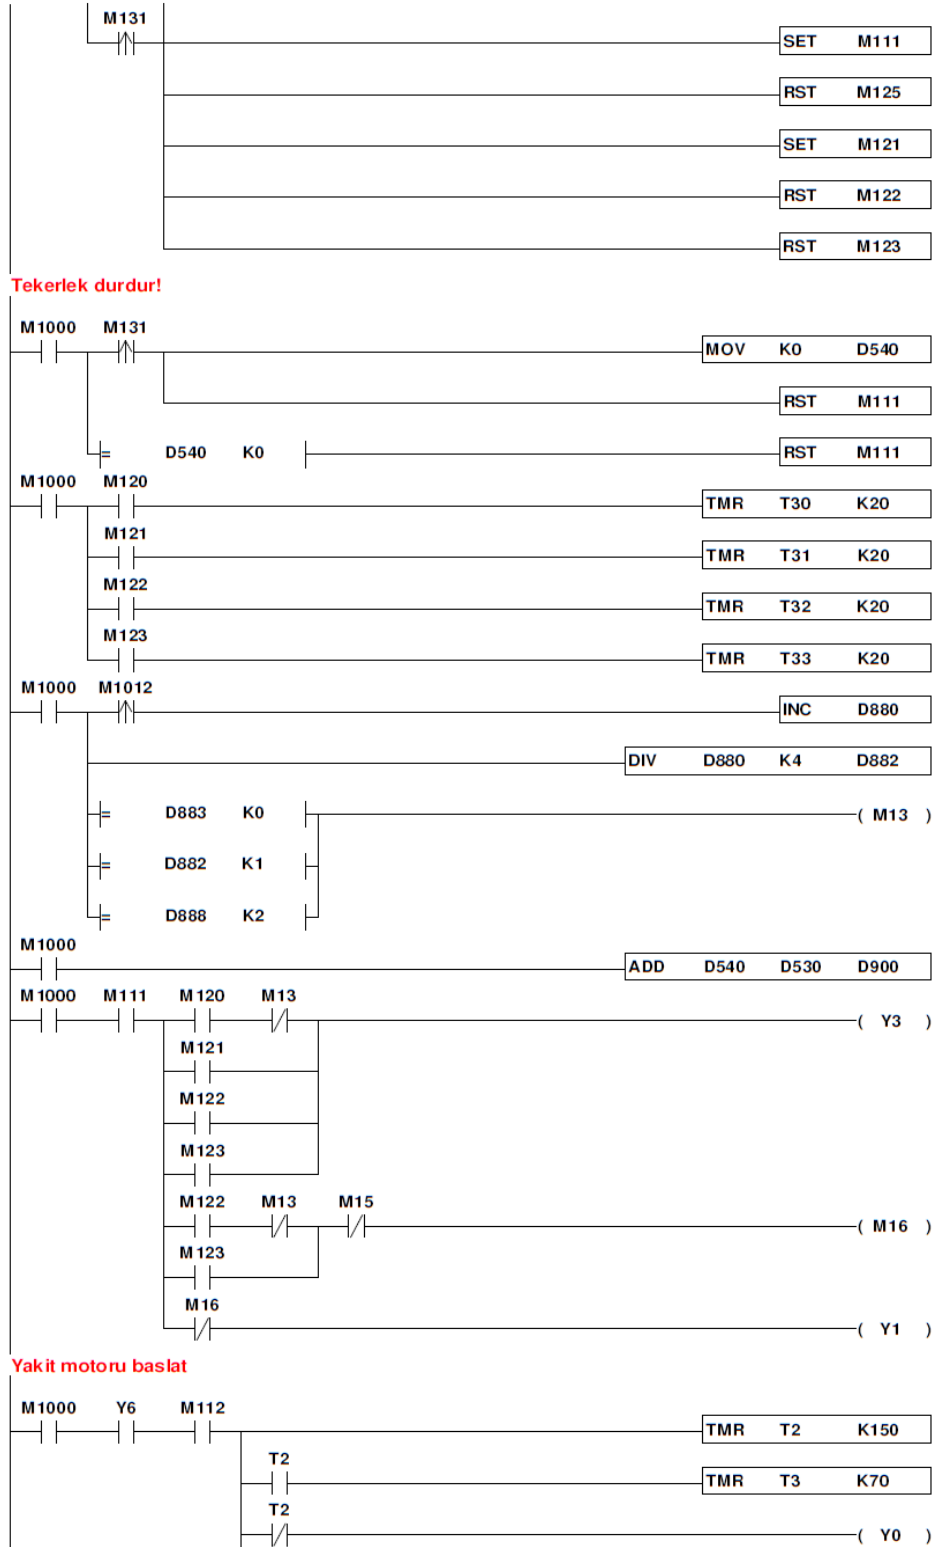 M131
SET M111
RST M125
SET M121
RST M122
RST M123
Tekerlek durdur!
M1000 M131
MOV K0 D540
RST M111
= D540 K0
RST M111
M1000 M120
TMR T30 K20
M121
TMR T31 K20
M122
TMR T32 K20
M123
TMR T33 K20
M1000 M1012
INC D880
DIV D880 K4 D882
= D883 K0
( M13 )
= D882 K1
= D888 K2
M1000
ADD D540 D530 D900
M1000 M111 M120 M13
( Y3 )
M121
M122
M123
M122 M13 M15
( M16 )
M123
M16
( Y1 )
Yakit motoru baslat
M1000 Y6 M112
TMR T2 K150
T2
TMR T3 K70
T2
( Y0 )